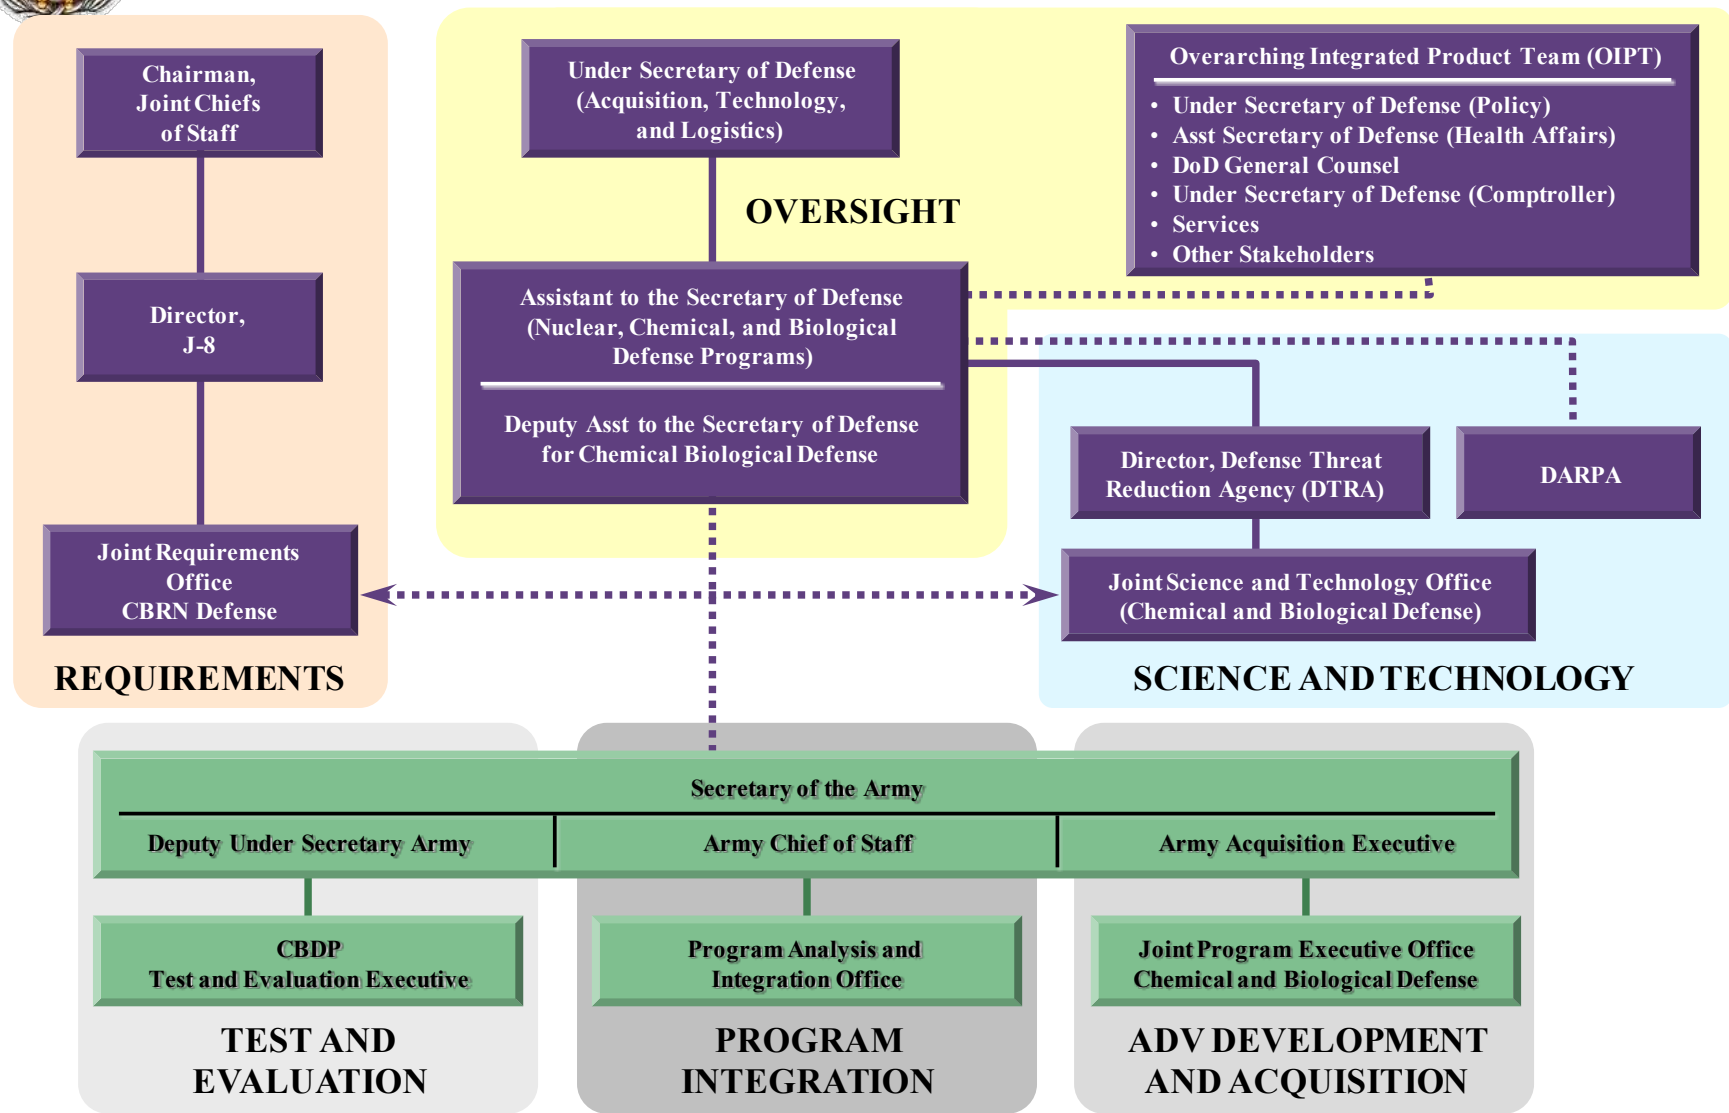 Chairman,
Joint Chiefs
of Staff
Director,
J-8
Joint Requirements
Office
CBRN Defense
REQUIREMENTS
Under Secretary of Defense
(Acquisition, Technology,
and Logistics)
OVERSIGHT
Assistant to the Secretary of Defense
(Nuclear, Chemical, and Biological
Defense Programs)
Deputy Asst to the Secretary of Defense
for Chemical Biological Defense
Overarching Integrated Product Team (OIPT)
• Under Secretary of Defense (Policy)
• Asst Secretary of Defense (Health Affairs)
• DoD General Counsel
• Under Secretary of Defense (Comptroller)
• Services
• Other Stakeholders
Director, Defense Threat
Reduction Agency (DTRA)
DARPA
Joint Science and Technology Office
(Chemical and Biological Defense)
SCIENCE AND TECHNOLOGY
Secretary of the Army
Deputy Under Secretary Army
Army Chief of Staff
Army Acquisition Executive
CBDP
Test and Evaluation Executive
Program Analysis and
Integration Office
Joint Program Executive Office
Chemical and Biological Defense
TEST AND
EVALUATION
PROGRAM
INTEGRATION
ADV DEVELOPMENT
AND ACQUISITION